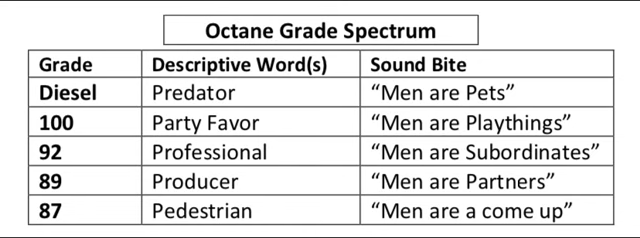 Octane Grade Spectrum
Grade Descriptive Word(s) Sound Bite
Diesel Predator “Men are Pets”
100 Party Favor “Men are Playthings”
92 Professional “Men are Subordinates”
89 Producer “Men are Partners”
87 Pedestrian “Men are a come up”